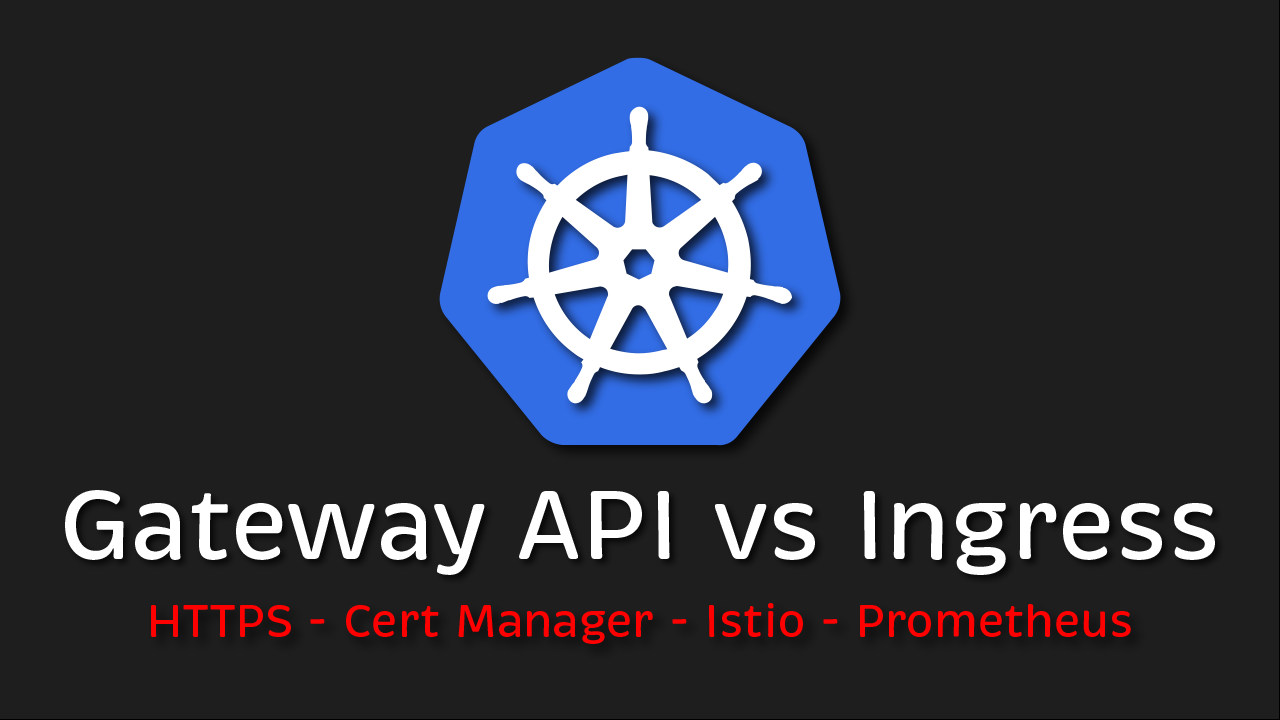 Gateway API vs Ingress
HTTPS - Cert Manager - Istio - Prometheus